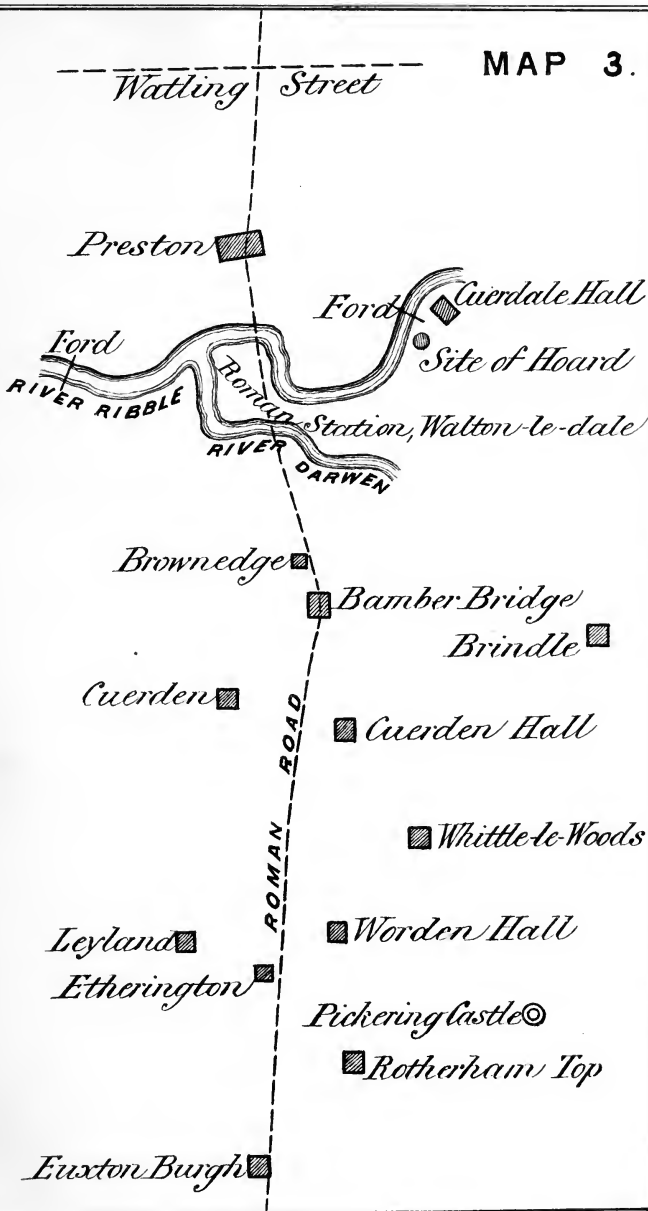 MAP 3.
Watling Street
Preston
Ford
Cuerdale Hall
Ford
Site of Hoard
RIVER RIBBLE
Roman Station, Walton-le-dale
RIVER DARWEN
Brownedge
Bamber Bridge
Brindle
Cuerden
Cuerden Hall
ROMAN ROAD
Whittle-le-Woods
Leyland
Worden Hall
Etherington
Pickering Castle
Rotherham Top
Euxton Burgh